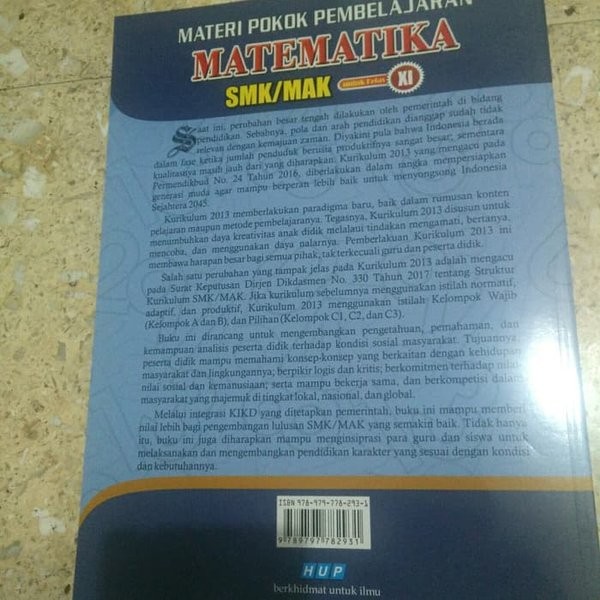 MATERI POKOK PEMBELAJARAN
MATEMATIKA
SMK/MAK untuk Kelas XI
Saat ini, perubahan besar tengah dilakukan oleh pemerintah di bidang
pendidikan. Sebabnya, pola dan arah pendidikan dianggap sudah tidak
relevan dengan kemajuan zaman. Diyakini pula bahwa Indonesia berada
dalam fase ketika jumlah penduduk berusia produktifnya sangat besar, sementara
kualitasnya masih jauh dari yang diharapkan. Kurikulum 2013 yang mengacu pada
Permendikbud No. 24 Tahun 2016, diberlakukan dalam rangka mempersiapkan
generasi muda agar mampu berperan lebih baik untuk menyongsong Indonesia
Sejahtera 2045.
Kurikulum 2013 memberlakukan paradigma baru, baik dalam rumusan konten
pelajaran maupun metode pembelajaranya. Tegasnya, Kurikulum 2013 disusun untuk
menumbuhkan daya kreativitas anak didik melalui tindakan mengamati, bertanya,
mencoba, dan menggunakan daya nalarnya. Pemberlakuan Kurikulum 2013 ini
membawa harapan besar bagi semua pihak, tak terkecuali guru dan peserta didik.
Salah satu perubahan yang tampak jelas pada Kurikulum 2013 adalah mengacu
pada Surat Keputusan Dirjen Dikdasmen No. 330 Tahun 2017 tentang Struktur
Kurikulum SMK/MAK. Jika kurikulum sebelumnya menggunakan istilah normatif,
adaptif, dan produktif, Kurikulum 2013 menggunakan istilah Kelompok Wajib
(Kelompok A dan B), dan Pilihan (Kelompok C1, C2, dan C3).
Buku ini dirancang untuk mengembangkan pengetahuan, pemahaman, dan
kemampuan analisis peserta didik terhadap kondisi sosial masyarakat. Tujuannya,
peserta didik mampu memahami konsep-konsep yang berkaitan dengan kehidupan
masyarakat dan lingkungannya; berpikir logis dan kritis; berkomitmen terhadap nilai-
nilai sosial dan kemanusiaan; serta mampu bekerja sama, dan berkompetisi dalam
masyarakat yang majemuk di tingkat lokal, nasional, dan global.
Melalui integrasi KIKD yang ditetapkan pemerintah, buku ini mampu memberi
nilai lebih bagi pengembangan lulusan SMK/MAK yang semakin baik. Tidak hanya
itu, buku ini juga diharapkan mampu menginspirasi para guru dan siswa untuk
melaksanakan dan mengembangkan pendidikan karakter yang sesuai dengan kondisi
dan kebutuhannya.
ISBN 978-979-778-293-1
9 789797 782931
HUP
berkhidmat untuk ilmu